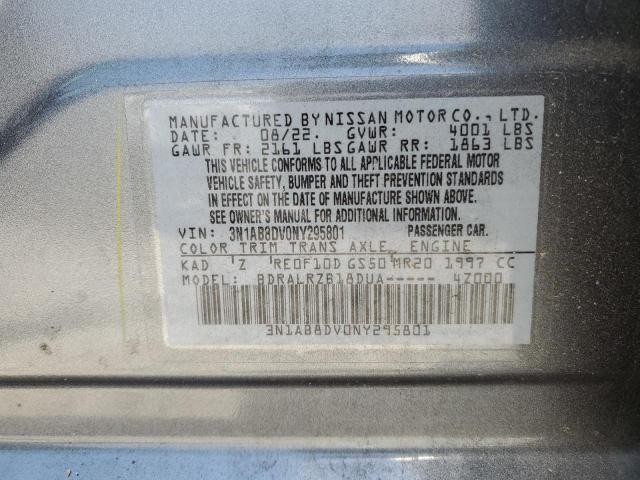 MANUFACTURED BY NISSAN MOTOR CO., LTD.
DATE: 08/22. GVWR: 4001 LBS
GAWR FR: 2161 LBS GAWR RR: 1863 LBS
THIS VEHICLE CONFORMS TO ALL APPLICABLE FEDERAL MOTOR
VEHICLE SAFETY, BUMPER AND THEFT PREVENTION STANDARDS
IN EFFECT ON THE DATE OF MANUFACTURE SHOWN ABOVE.
SEE OWNER'S MANUAL FOR ADDITIONAL INFORMATION.
VIN: 3N1AB8DV0NY295801 PASSENGER CAR.
COLOR TRIM TRANS AXLE ENGINE
KAD Z RE0F10D GS50 MR20 1997 CC
MODEL: BDRALRZB18DUA----- 4Z000
3N1AB8DV0NY295801